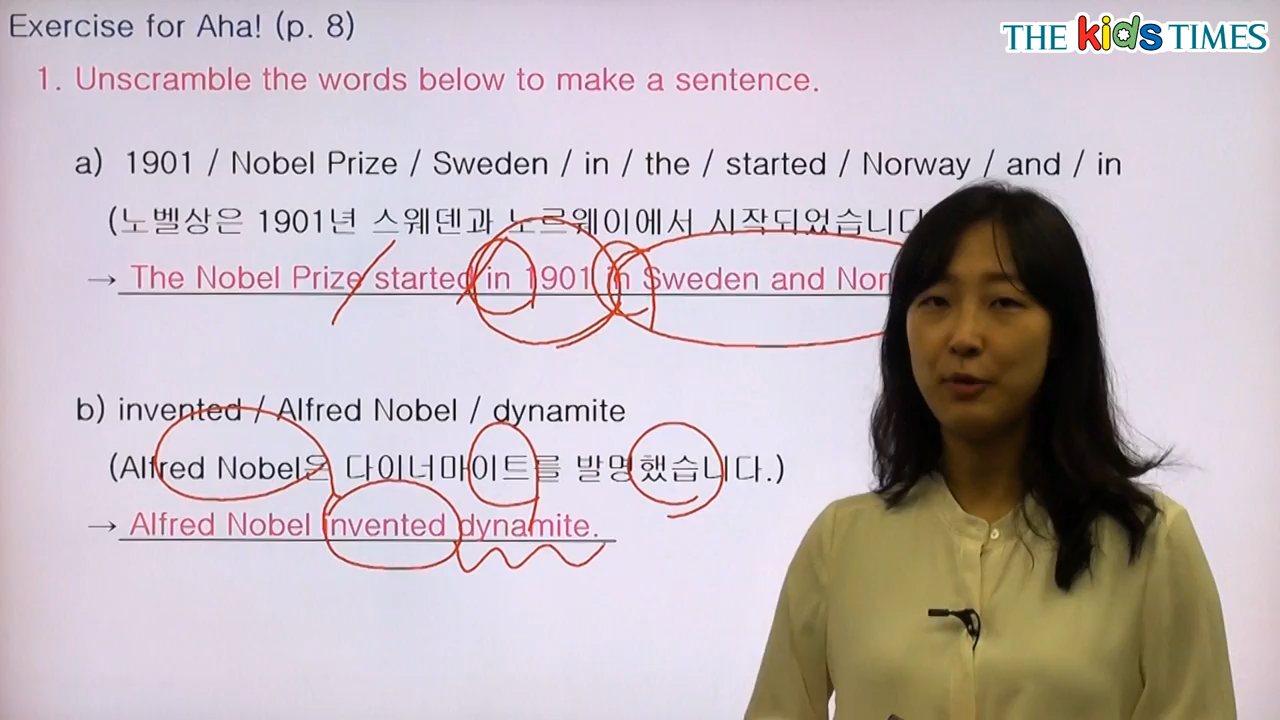 Exercise for Aha! (p. 8)
THE kids TIMES
1. Unscramble the words below to make a sentence.
a) 1901 / Nobel Prize / Sweden / in / the / started / Norway / and / in
(노벨상은 1901년 스웨덴과 노르웨이에서 시작되었습니다
→ The Nobel Prize started in 1901 in Sweden and Nor
b) invented / Alfred Nobel / dynamite
(Alfred Nobel은 다이너마이트를 발명했습니다.)
→ Alfred Nobel invented dynamite.